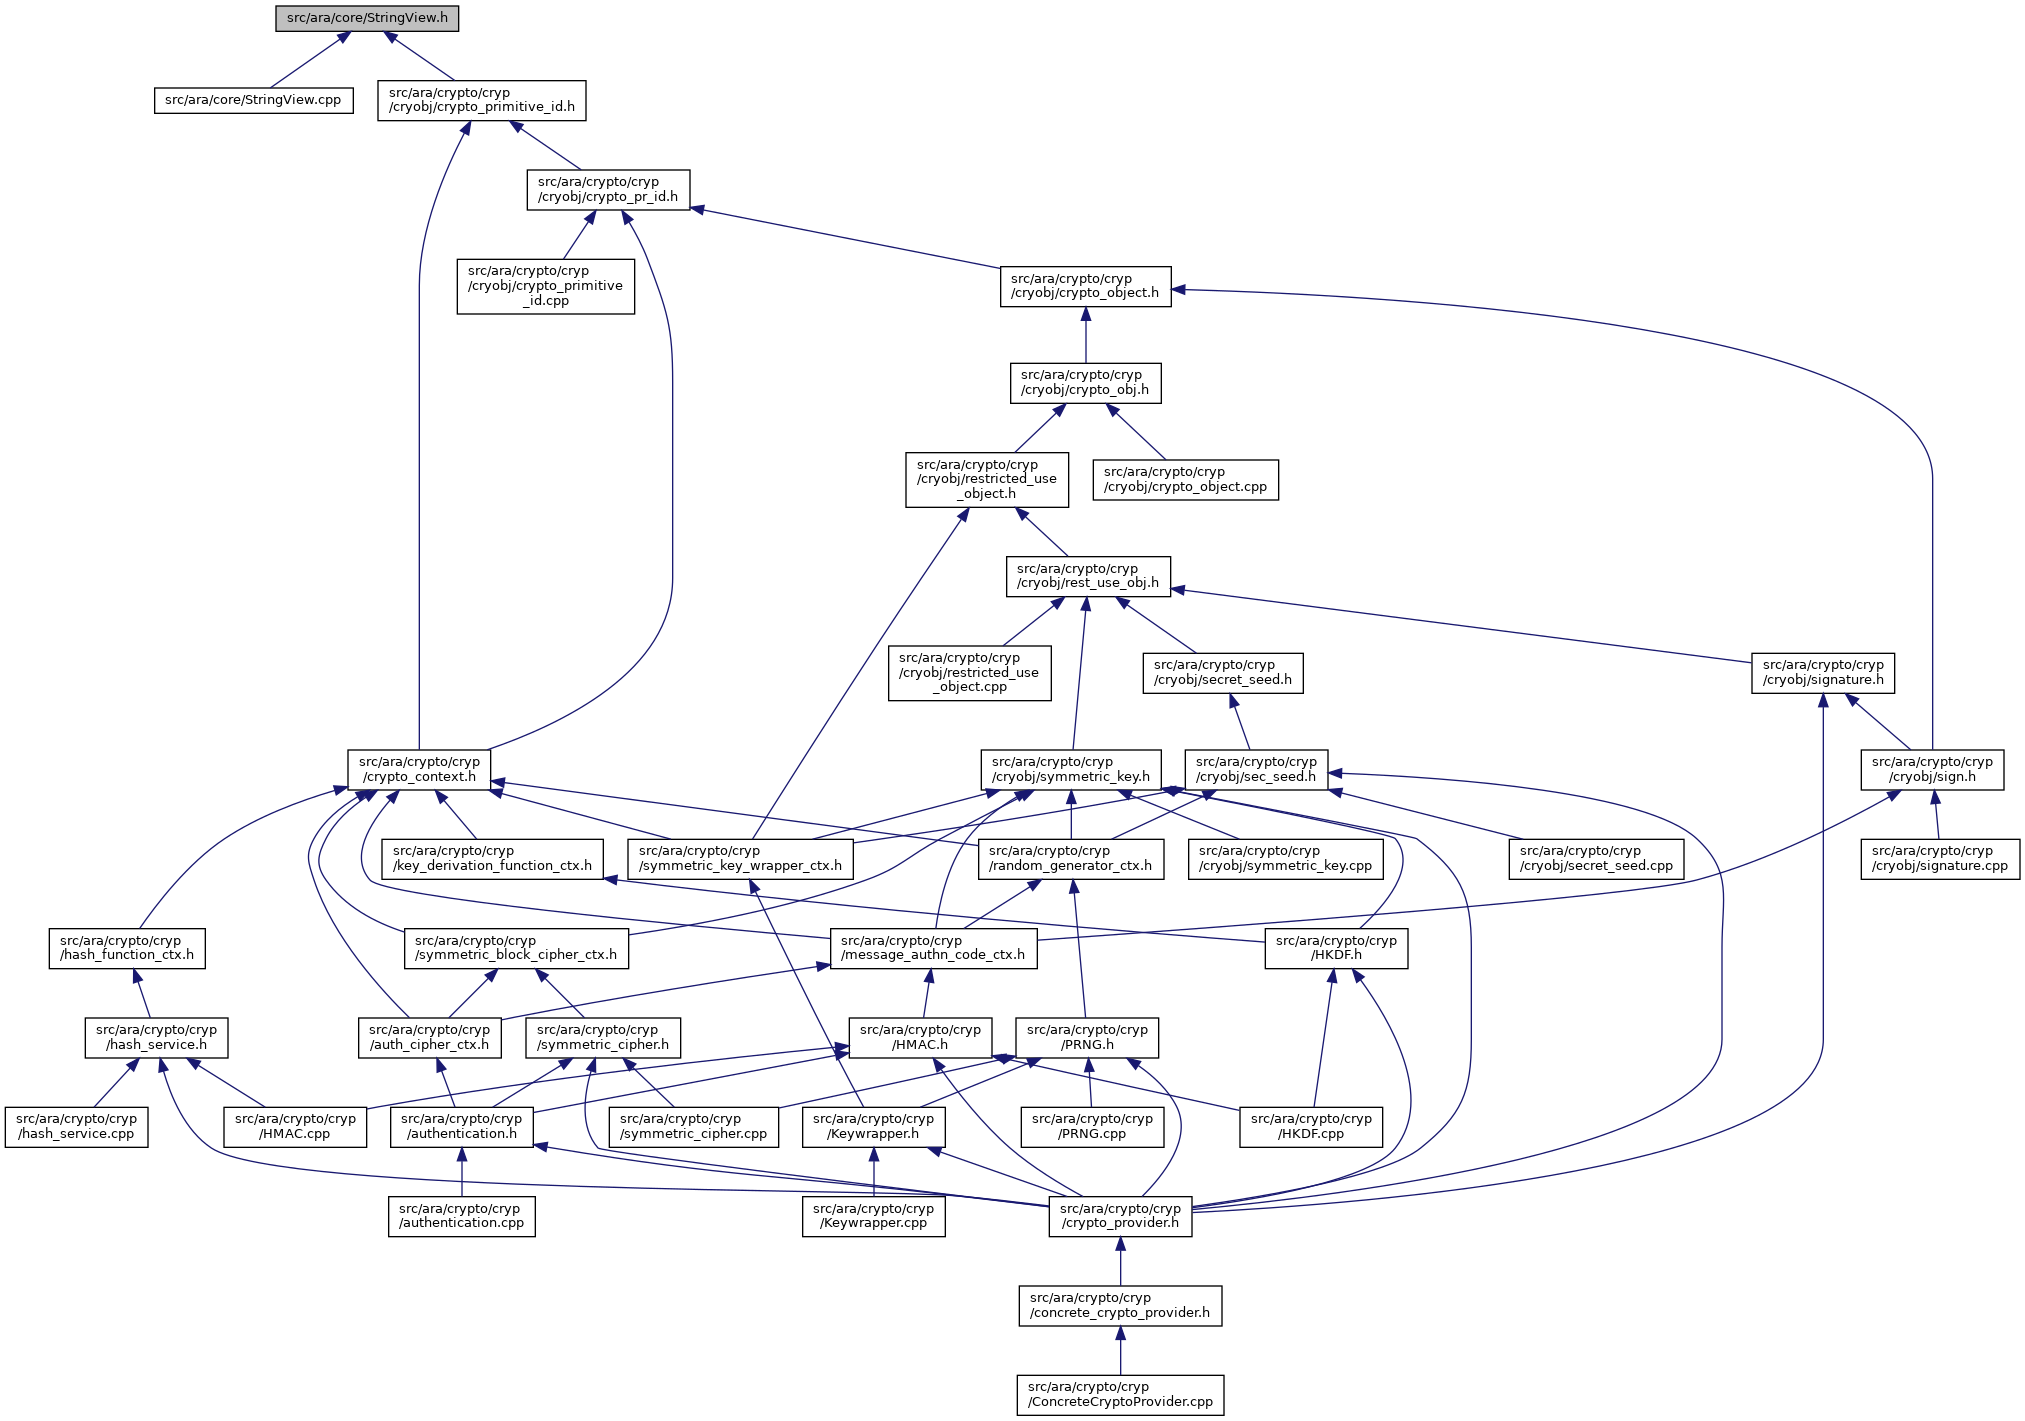 src/ara/core/StringView.h
src/ara/core/StringView.cpp
src/ara/crypto/cryp
/cryobj/crypto_primitive_id.h
src/ara/crypto/cryp
/cryobj/crypto_pr_id.h
src/ara/crypto/cryp
/cryobj/crypto_primitive
_id.cpp
src/ara/crypto/cryp
/cryobj/crypto_object.h
src/ara/crypto/cryp
/cryobj/crypto_obj.h
src/ara/crypto/cryp
/cryobj/restricted_use
_object.h
src/ara/crypto/cryp
/cryobj/crypto_object.cpp
src/ara/crypto/cryp
/cryobj/rest_use_obj.h
src/ara/crypto/cryp
/cryobj/restricted_use
_object.cpp
src/ara/crypto/cryp
/cryobj/secret_seed.h
src/ara/crypto/cryp
/cryobj/signature.h
src/ara/crypto/cryp
/crypto_context.h
src/ara/crypto/cryp
/cryobj/symmetric_key.h
src/ara/crypto/cryp
/cryobj/sec_seed.h
src/ara/crypto/cryp
/cryobj/sign.h
src/ara/crypto/cryp
/key_derivation_function_ctx.h
src/ara/crypto/cryp
/symmetric_key_wrapper_ctx.h
src/ara/crypto/cryp
/random_generator_ctx.h
src/ara/crypto/cryp
/cryobj/symmetric_key.cpp
src/ara/crypto/cryp
/cryobj/secret_seed.cpp
src/ara/crypto/cryp
/cryobj/signature.cpp
src/ara/crypto/cryp
/hash_function_ctx.h
src/ara/crypto/cryp
/symmetric_block_cipher_ctx.h
src/ara/crypto/cryp
/message_authn_code_ctx.h
src/ara/crypto/cryp
/HKDF.h
src/ara/crypto/cryp
/hash_service.h
src/ara/crypto/cryp
/auth_cipher_ctx.h
src/ara/crypto/cryp
/symmetric_cipher.h
src/ara/crypto/cryp
/HMAC.h
src/ara/crypto/cryp
/PRNG.h
src/ara/crypto/cryp
/hash_service.cpp
src/ara/crypto/cryp
/HMAC.cpp
src/ara/crypto/cryp
/authentication.h
src/ara/crypto/cryp
/symmetric_cipher.cpp
src/ara/crypto/cryp
/Keywrapper.h
src/ara/crypto/cryp
/PRNG.cpp
src/ara/crypto/cryp
/HKDF.cpp
src/ara/crypto/cryp
/authentication.cpp
src/ara/crypto/cryp
/Keywrapper.cpp
src/ara/crypto/cryp
/crypto_provider.h
src/ara/crypto/cryp
/concrete_crypto_provider.h
src/ara/crypto/cryp
/ConcreteCryptoProvider.cpp